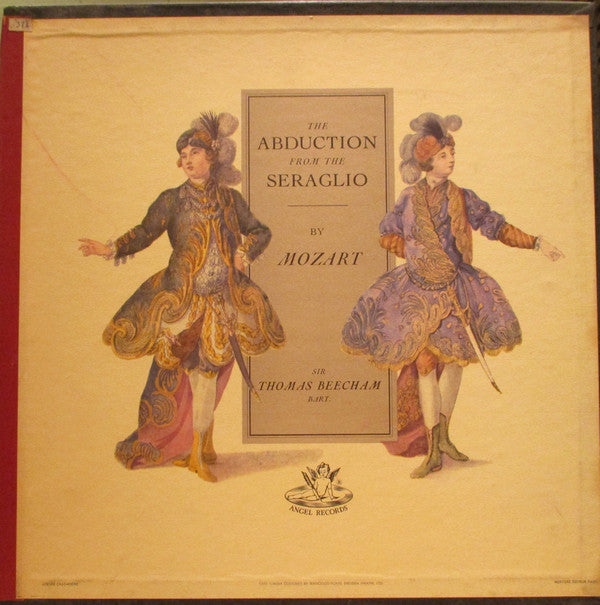 THE
ABDUCTION
FROM THE
SERAGLIO
BY
MOZART
SIR
THOMAS BEECHAM
BART.
ANGEL RECORDS